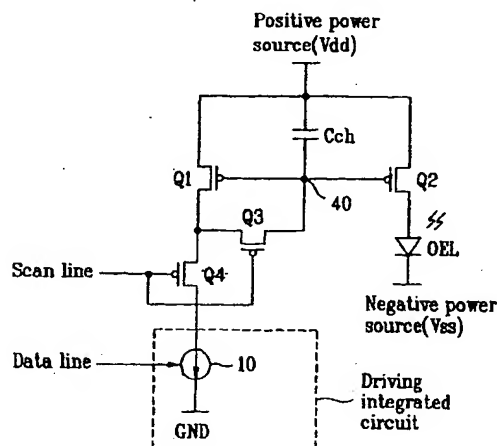 Positive power
source(Vdd)
Cch
Q1
Q2
40
Q3
OEL
Scan line
Q4
Negative power
source(Vss)
Data line
10
Driving
integrated
circuit
GND